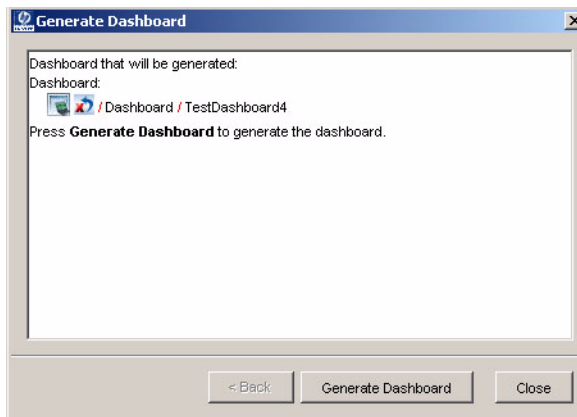 Generate Dashboard
Dashboard that will be generated:
Dashboard:
/ Dashboard / TestDashboard4
Press Generate Dashboard to generate the dashboard.
< Back
Generate Dashboard
Close